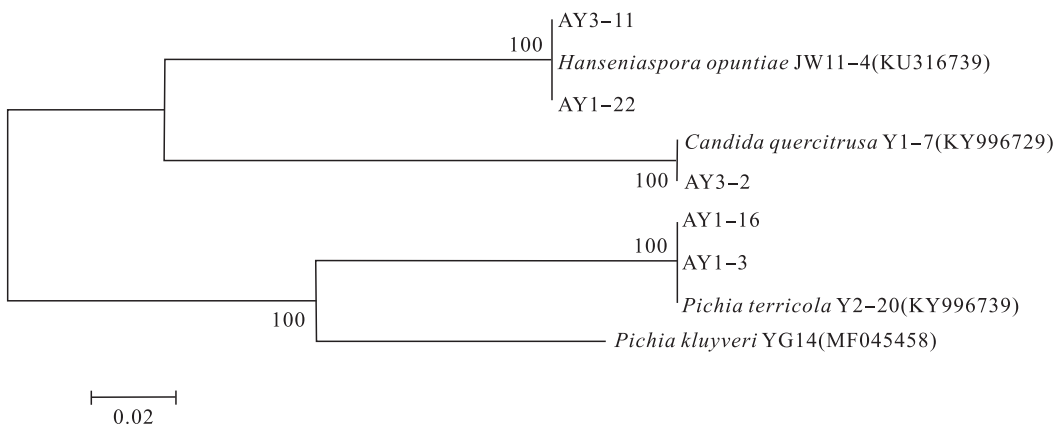 AY3-11
100
Hanseniaspora opuntiae JW11-4(KU316739)
AY1-22
Candida quercitrusa Y1-7(KY996729)
100
AY3-2
AY1-16
100
AY1-3
Pichia terricola Y2-20(KY996739)
100
Pichia kluyveri YG14(MF045458)
0.02